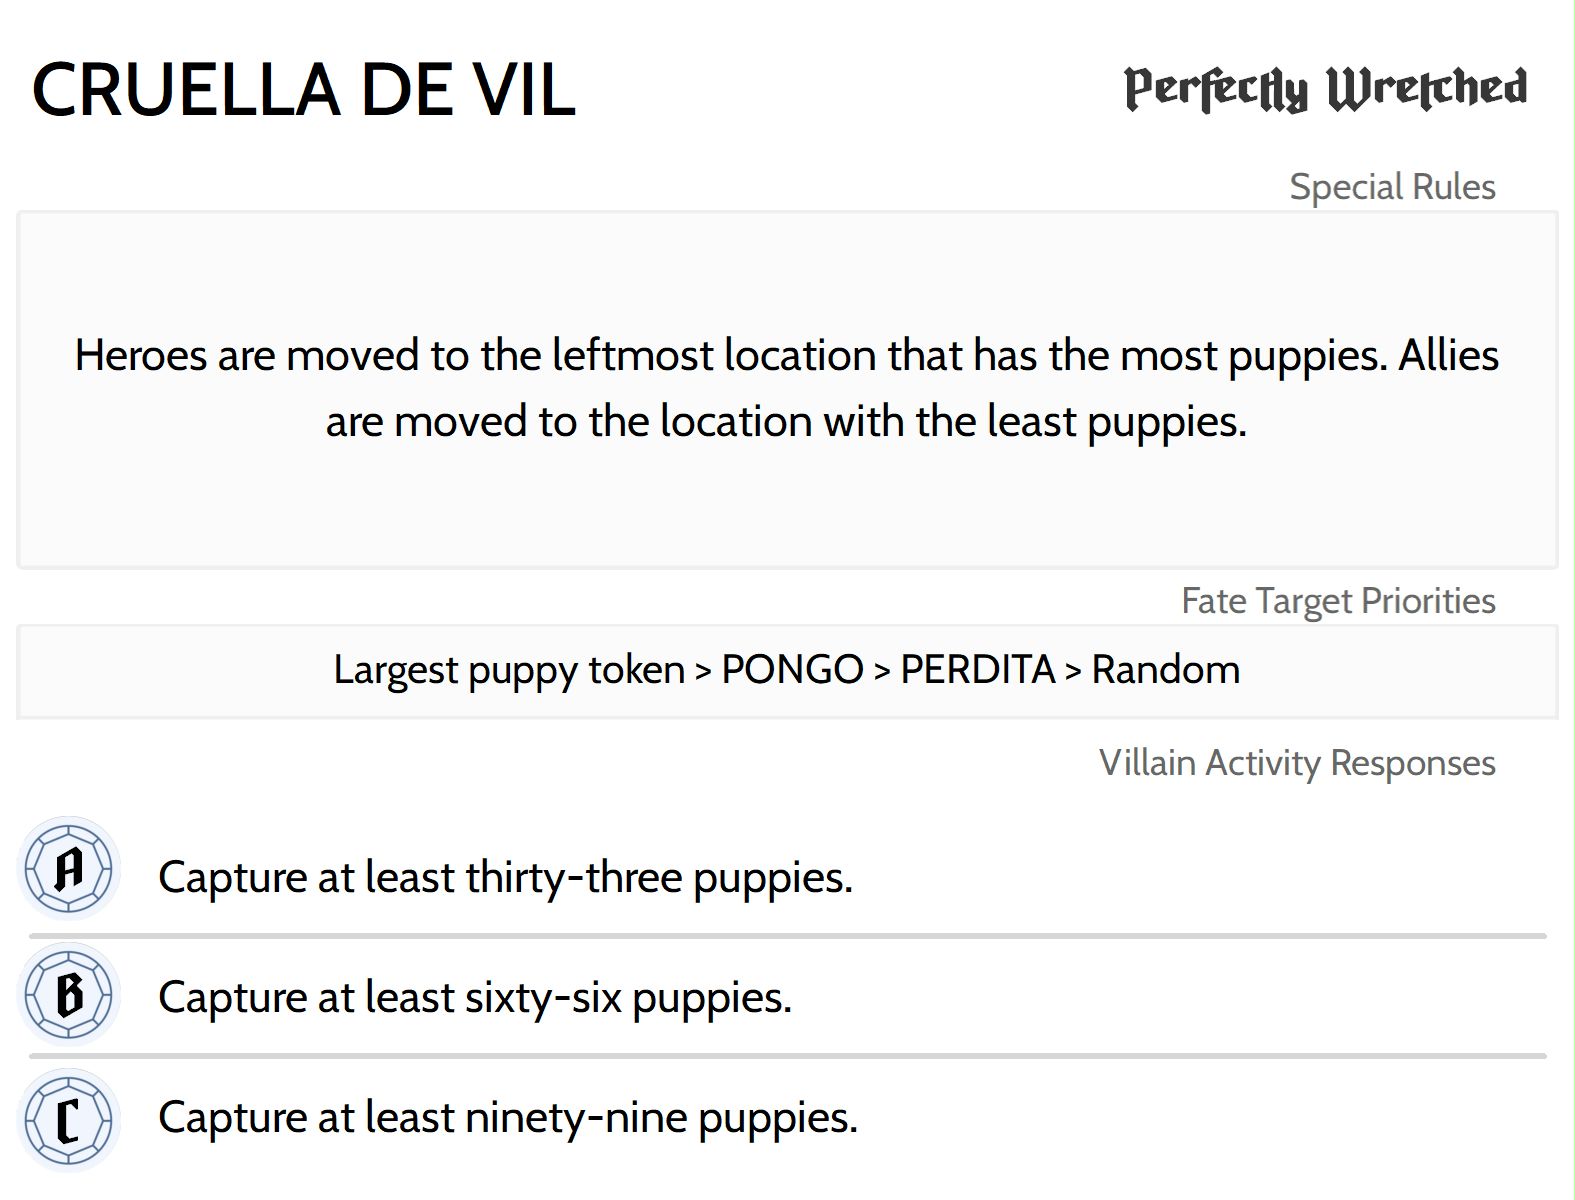 CRUELLA DE VIL
Perfectly Wretched
Special Rules
Heroes are moved to the leftmost location that has the most puppies. Allies
are moved to the location with the least puppies.
Fate Target Priorities
Largest puppy token > PONGO > PERDITA > Random
Villain Activity Responses
A
Capture at least thirty-three puppies.
B
Capture at least sixty-six puppies.
C
Capture at least ninety-nine puppies.